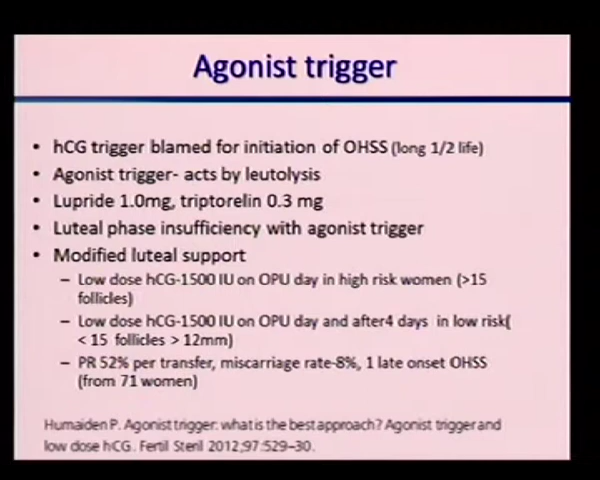 Agonist trigger
• hCG trigger blamed for initiation of OHSS (long 1/2 life)
• Agonist trigger- acts by leutolysis
• Lupride 1.0mg, triptorelin 0.3 mg
• Luteal phase insufficiency with agonist trigger
• Modified luteal support
– Low dose hCG-1500 IU on OPU day in high risk women (>15
follicles)
– Low dose hCG-1500 IU on OPU day and after4 days in low risk(
< 15 follicles > 12mm)
– PR 52% per transfer, miscarriage rate-8%, 1 late onset OHSS
(from 71 women)
Humaiden P. Agonist trigger: what is the best approach? Agonist trigger and
low dose hCG. Fertil Steril 2012;97:529–30.